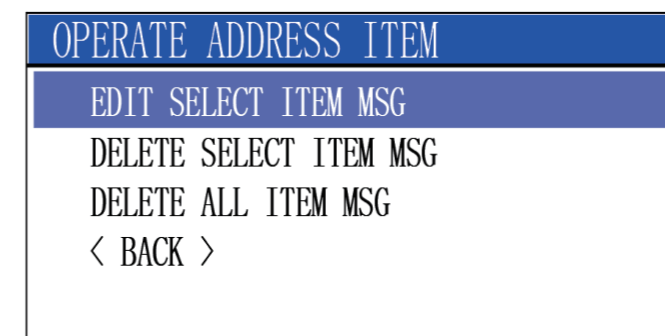 OPERATE ADDRESS ITEM
EDIT SELECT ITEM MSG
DELETE SELECT ITEM MSG
DELETE ALL ITEM MSG
< BACK >